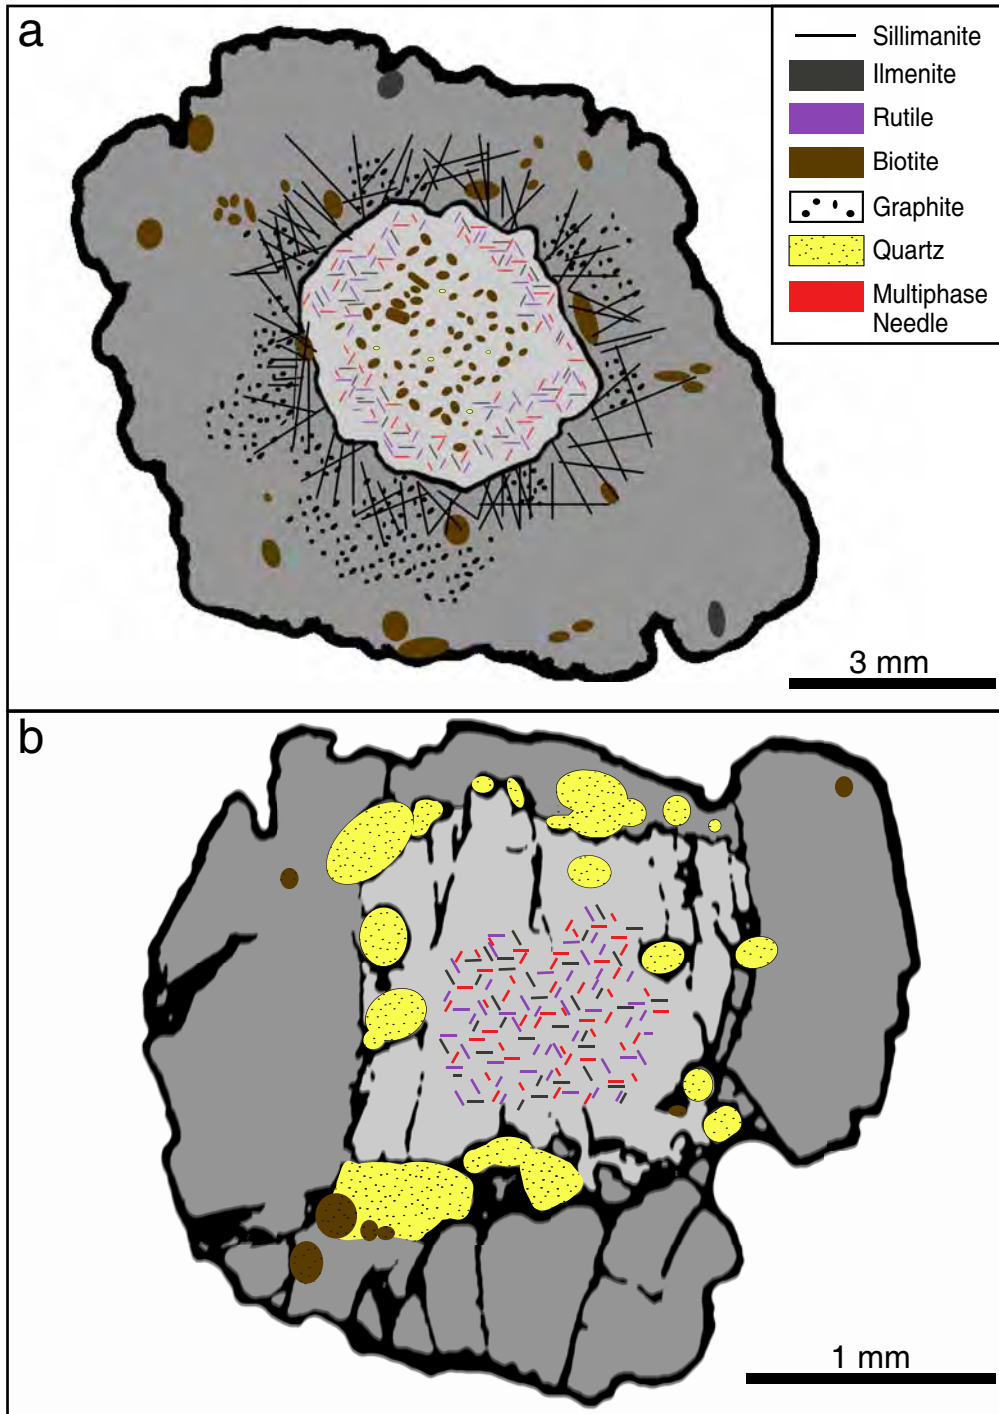 a
Sillimanite
Ilmenite
Rutile
Biotite
Graphite
Quartz
Multiphase
Needle
3 mm
b
1 mm